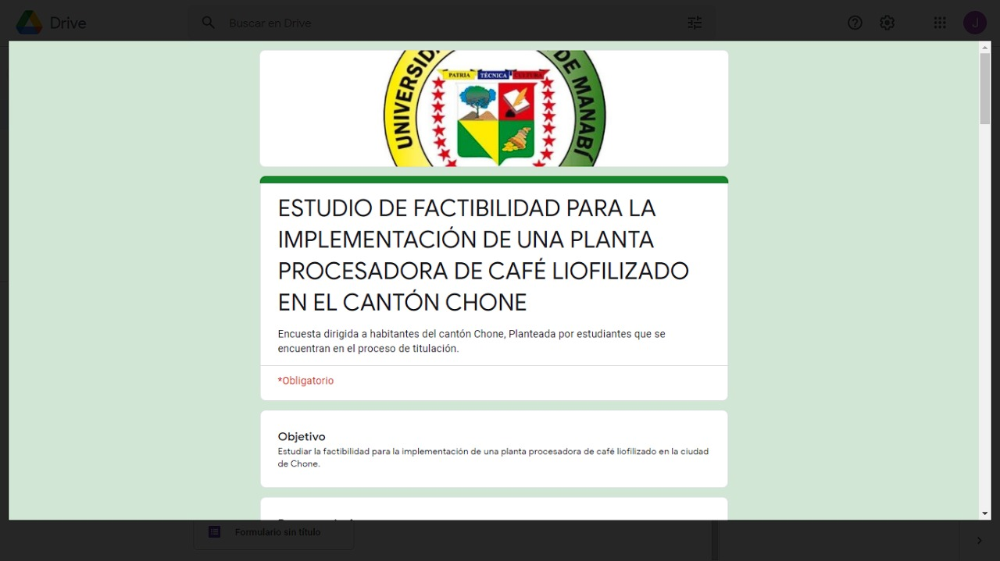 Drive
Buscar en Drive
J
UNIVERSID DE MANABÍ
PATRIA TÉCNICA CULTURA
ESTUDIO DE FACTIBILIDAD PARA LA
IMPLEMENTACIÓN DE UNA PLANTA
PROCESADORA DE CAFÉ LIOFILIZADO
EN EL CANTÓN CHONE
Encuesta dirigida a habitantes del cantón Chone, Planteada por estudiantes que se
encuentran en el proceso de titulación.
*Obligatorio
Objetivo
Estudiar la factibilidad para la implementación de una planta procesadora de café liofilizado en la ciudad
de Chone.
Formulario sin título